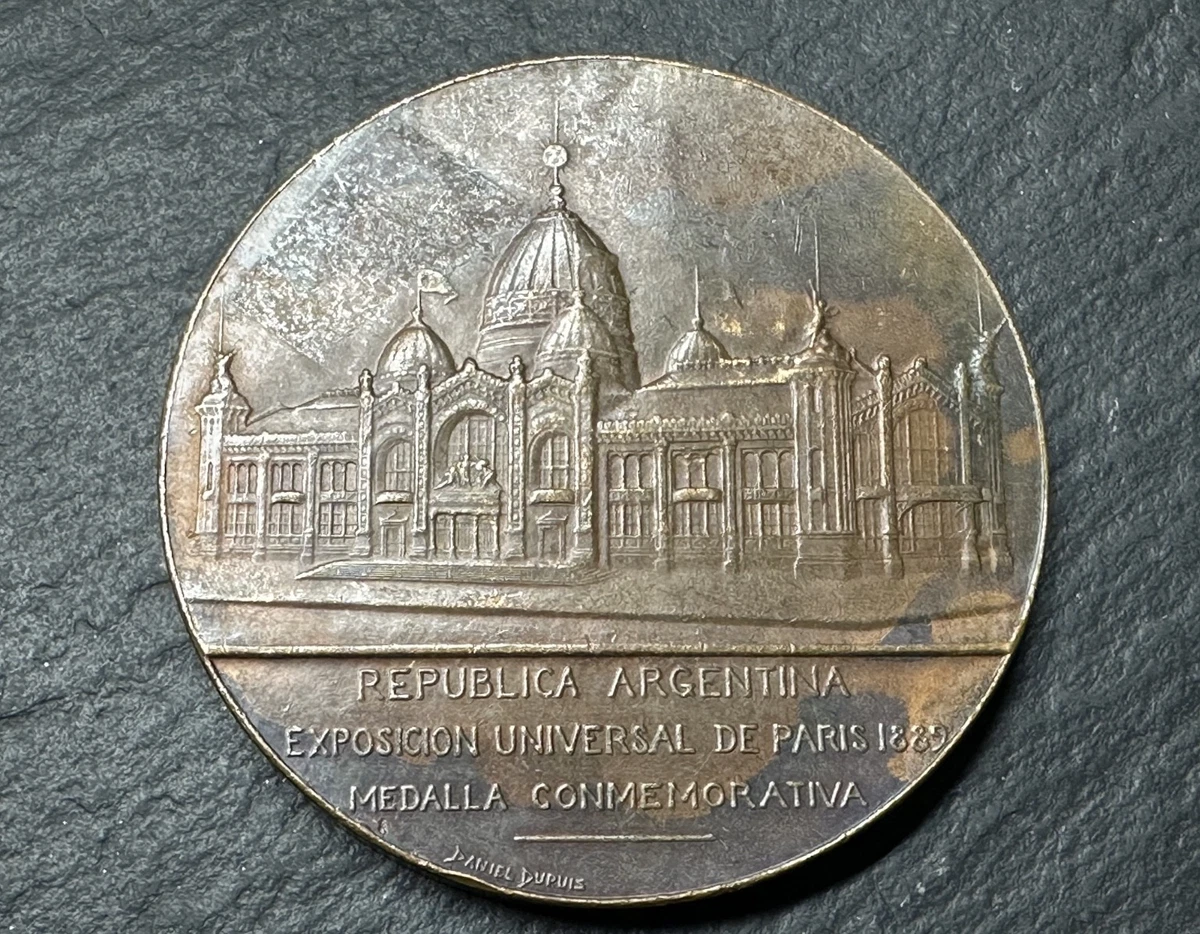 REPUBLICA ARGENTINA
EXPOSICION UNIVERSAL DE PARIS 1889
MEDALLA CONMEMORATIVA
DANIEL DUPUIS